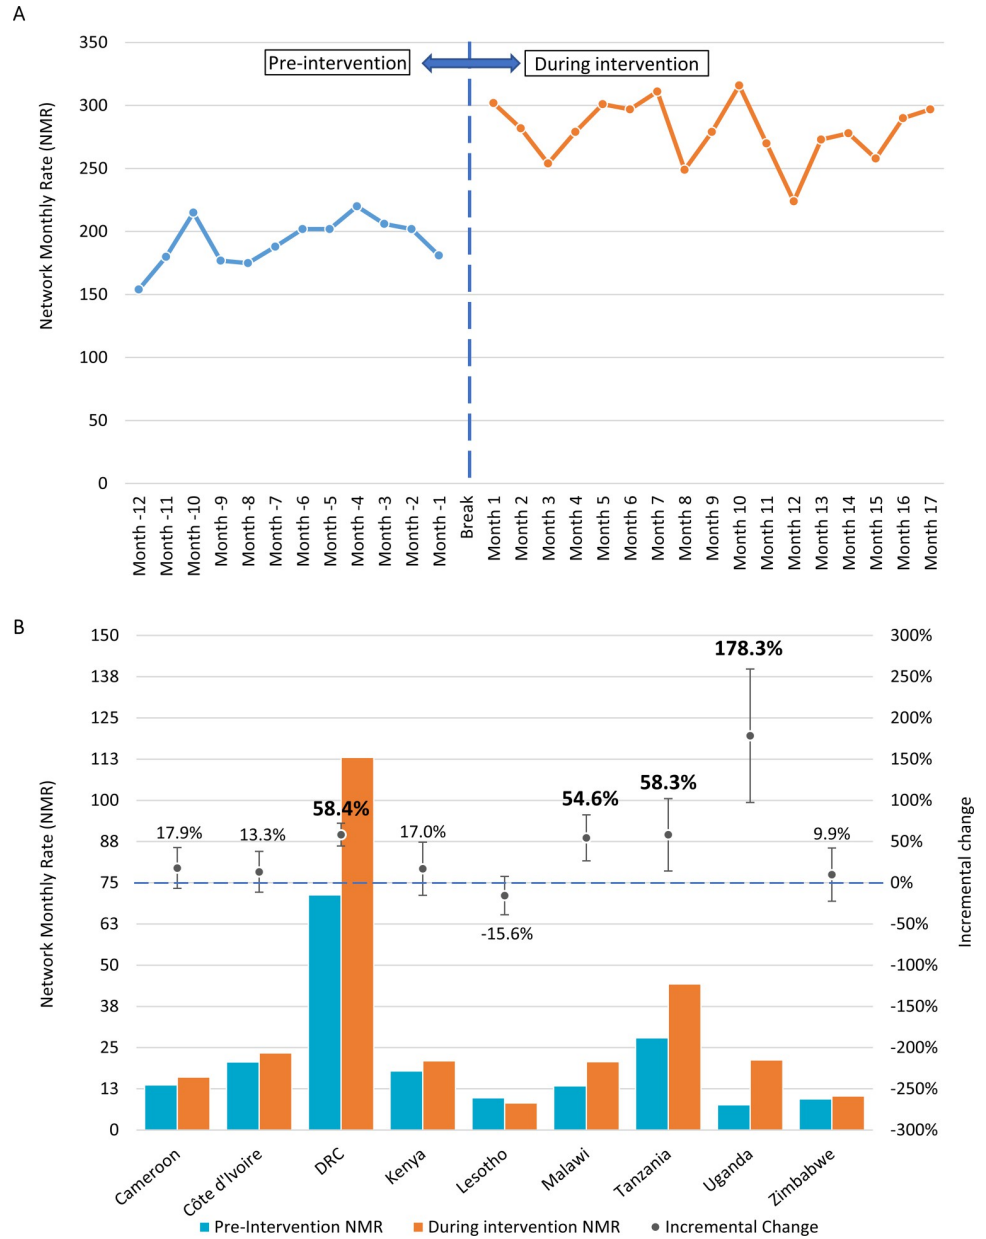 A
350
300
250
200
150
100
50
0
Network Monthly Rate (NMR)
Pre-intervention
During intervention
Month -12
Month -11
Month -10
Month -9
Month -8
Month -7
Month -6
Month -5
Month -4
Month -3
Month -2
Month -1
Break
Month 1
Month 2
Month 3
Month 4
Month 5
Month 6
Month 7
Month 8
Month 9
Month 10
Month 11
Month 12
Month 13
Month 14
Month 15
Month 16
Month 17
B
150
138
125
113
100
88
75
63
50
38
25
13
0
Network Monthly Rate (NMR)
300%
250%
200%
150%
100%
50%
0%
-50%
-100%
-150%
-200%
-250%
-300%
Incremental change
17.9%
13.3%
58.4%
17.0%
-15.6%
54.6%
58.3%
178.3%
9.9%
Cameroon
Côte d'Ivoire
DRC
Kenya
Lesotho
Malawi
Tanzania
Uganda
Zimbabwe
Pre-Intervention NMR
During intervention NMR
Incremental Change